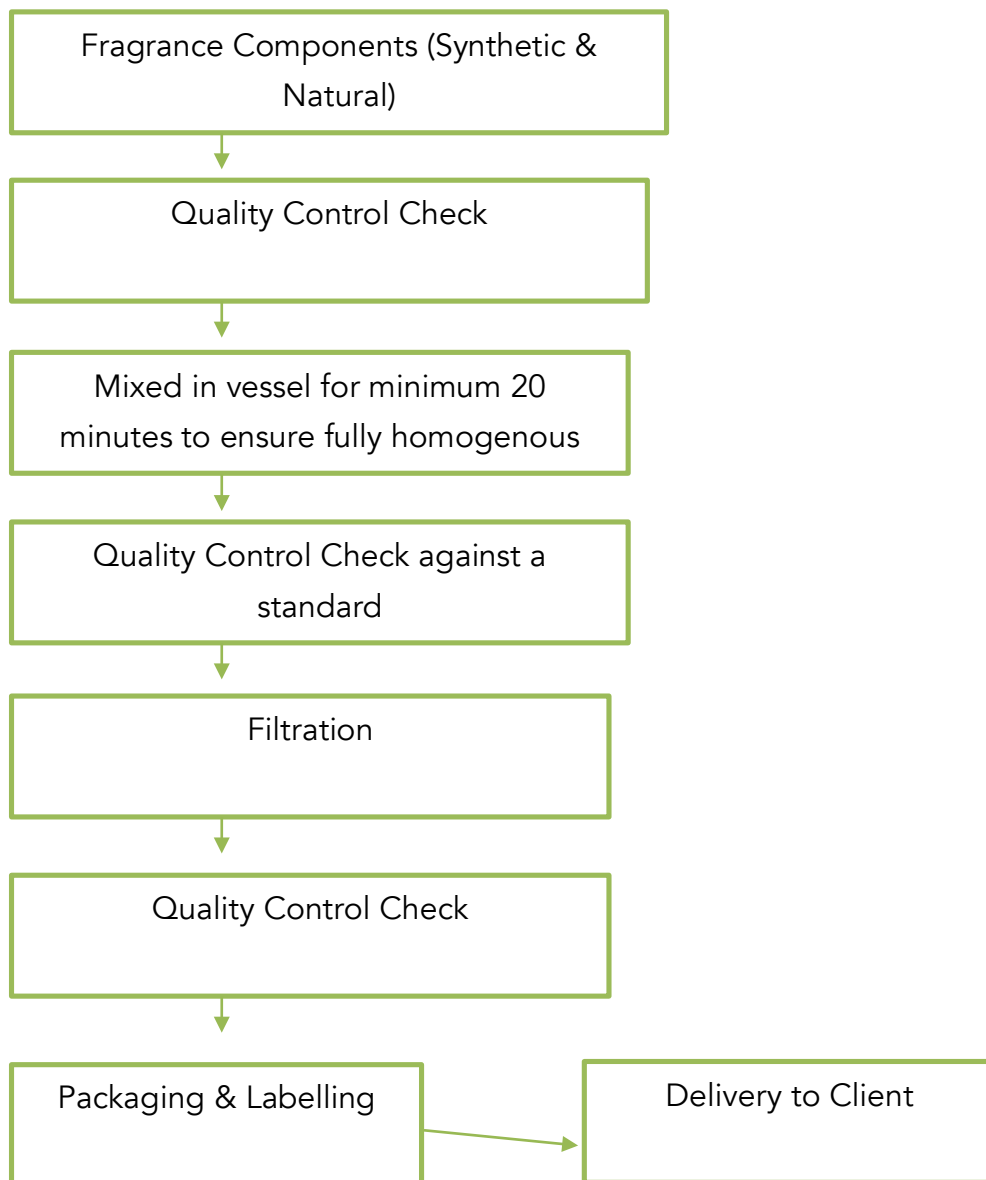 Fragrance Components (Synthetic &
Natural)
Quality Control Check
Mixed in vessel for minimum 20
minutes to ensure fully homogenous
Quality Control Check against a
standard
Filtration
Quality Control Check
Packaging & Labelling
Delivery to Client